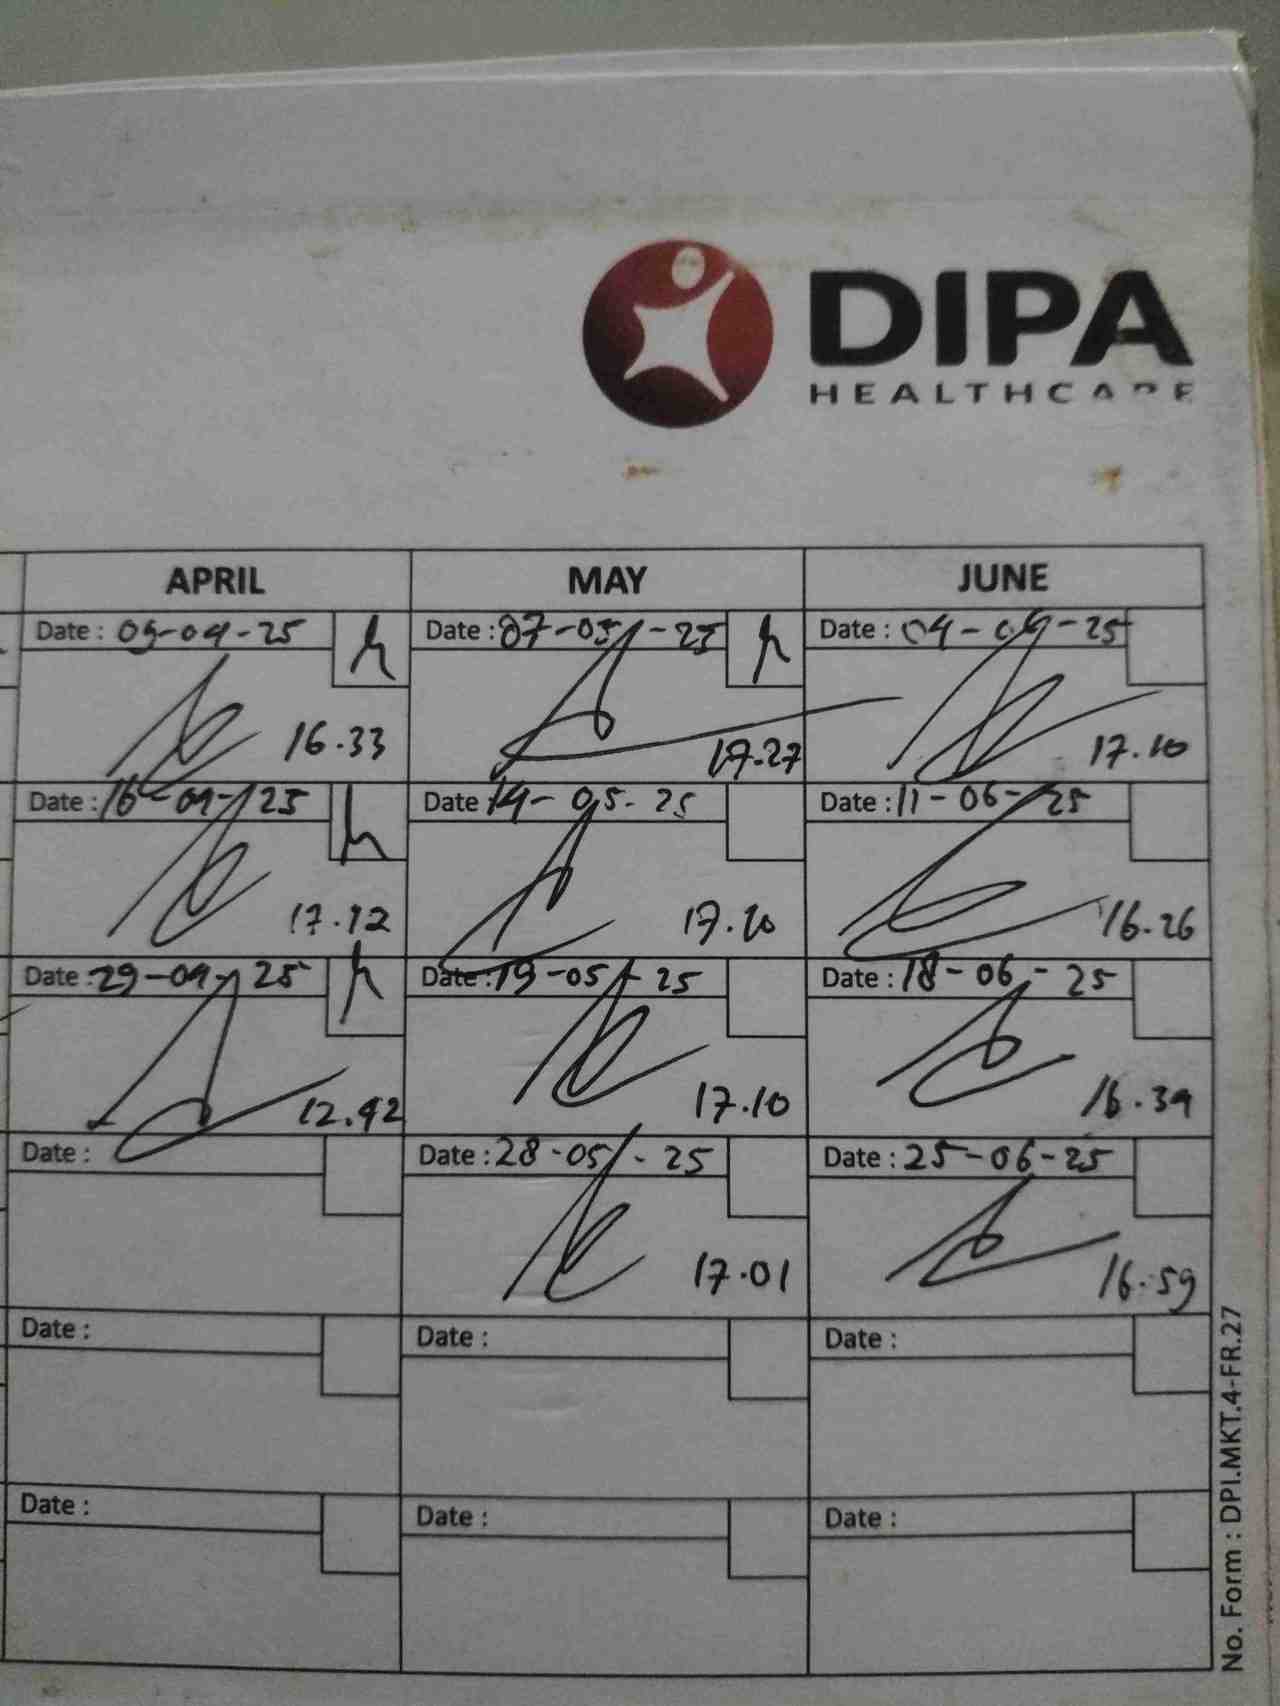 DIPA
HEALTHCARE
APRIL MAY JUNE
Date : 09-04-25 Date : 07-05-25 Date : 04-06-25
16.33 17.27 17.10
Date : 16-04-25 Date : 14-05-25 Date : 11-06-25
17.12 17.10 16.26
Date : 29-04-25 Date : 19-05-25 Date : 18-06-25
12.42 17.10 16.39
Date : Date : 28-05-25 Date : 25-06-25
17.01 16.59
Date : Date : Date :
Date : Date : Date :
No. Form : DPI.MKT.4-FR.27